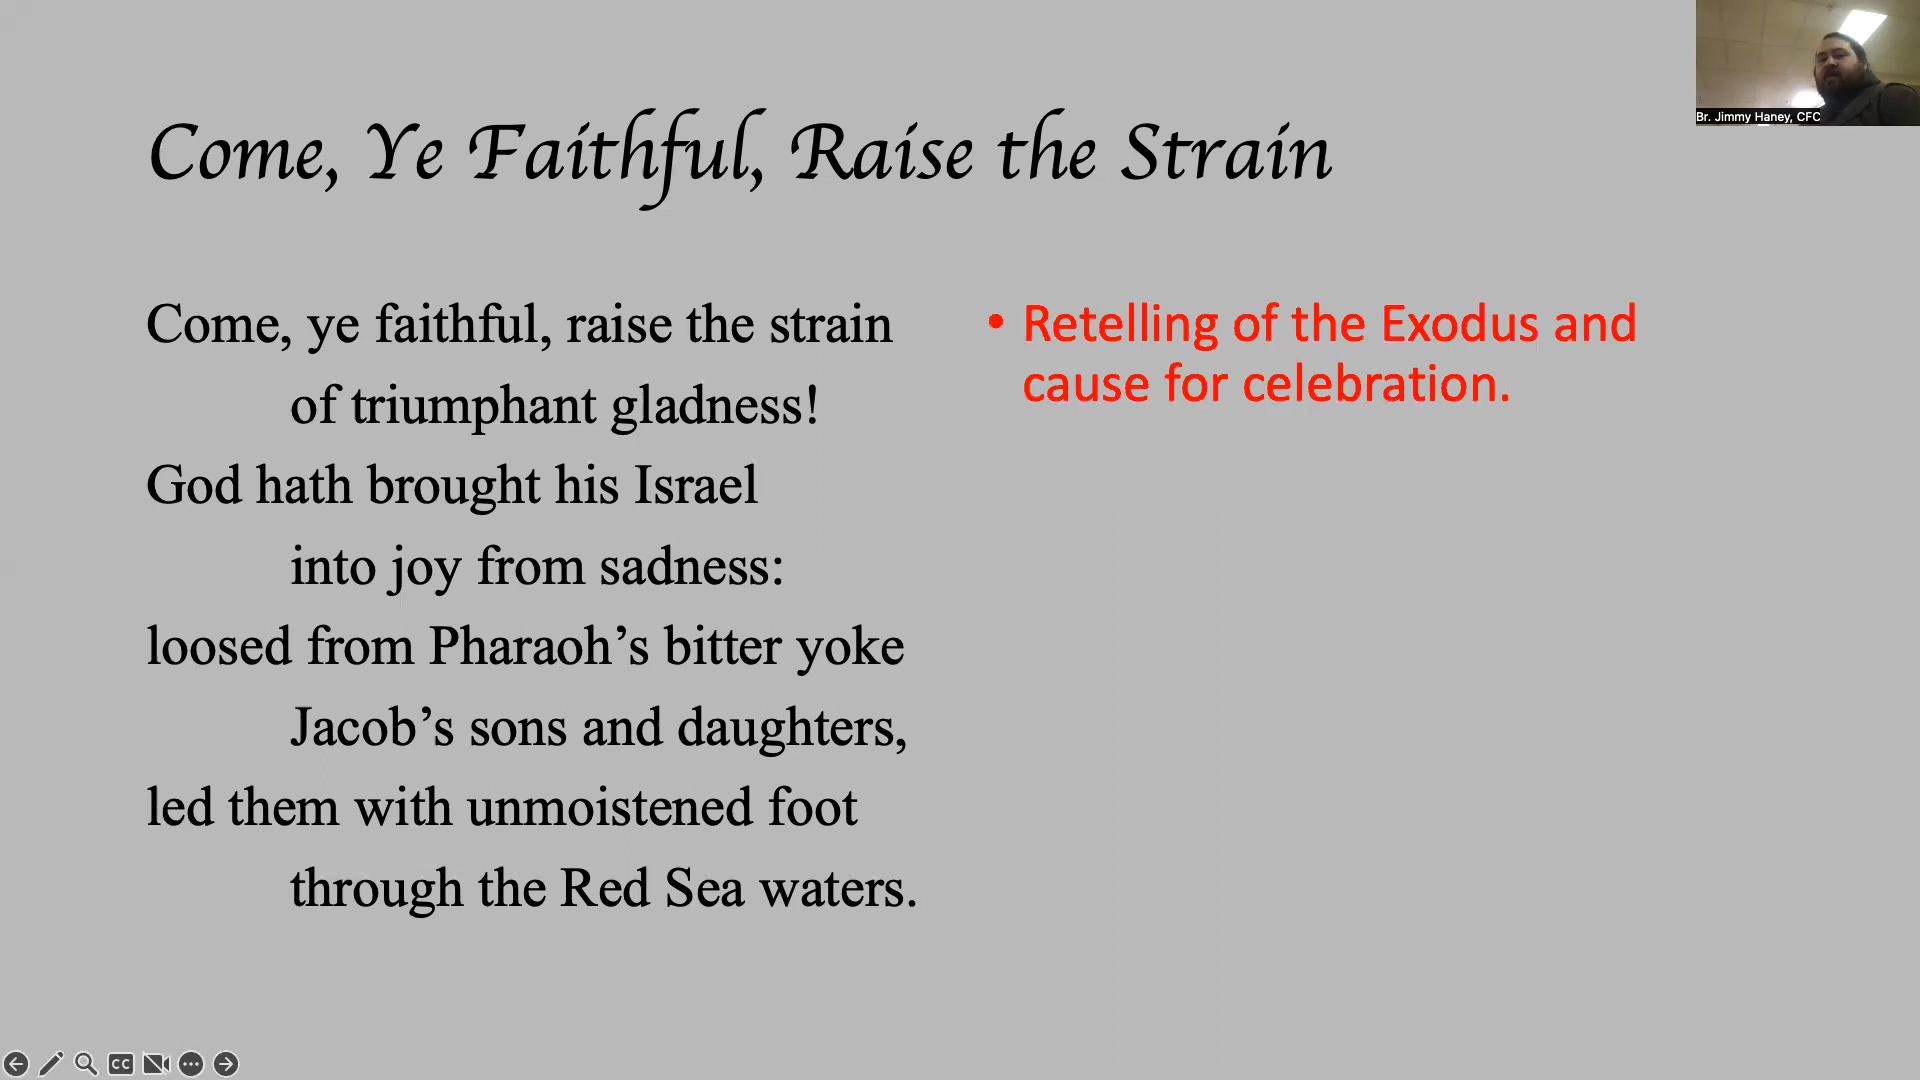 Come, Ye Faithful, Raise the Strain
Come, ye faithful, raise the strain
of triumphant gladness!
God hath brought his Israel
into joy from sadness:
loosed from Pharaoh’s bitter yoke
Jacob’s sons and daughters,
led them with unmoistened foot
through the Red Sea waters.
• Retelling of the Exodus and
cause for celebration.
Br. Jimmy Haney, CFC
CC